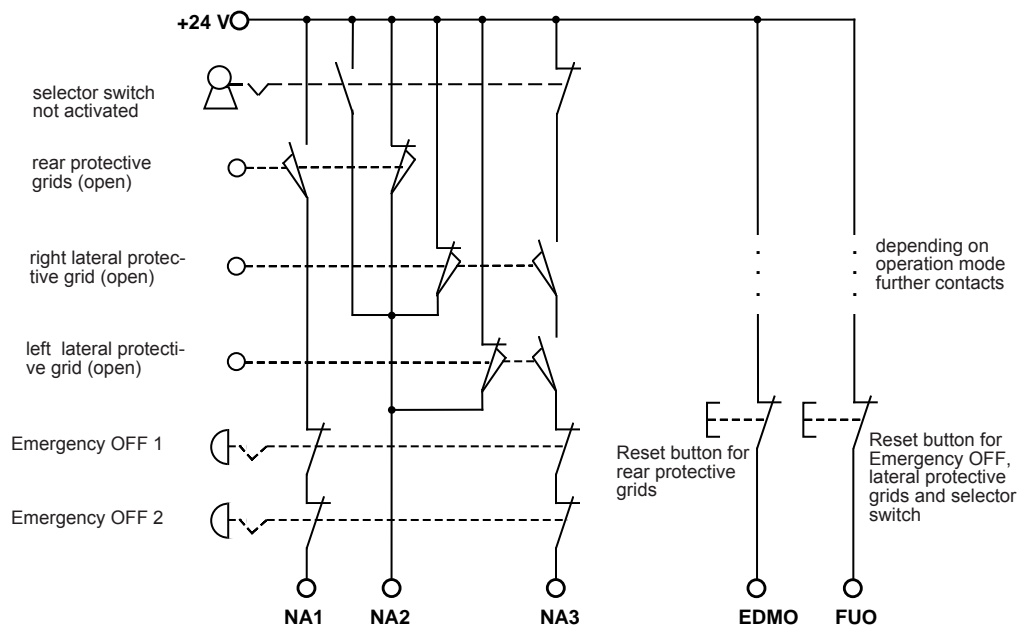 +24 V
selector switch
not activated
rear protective
grids (open)
right lateral protec-
tive grid (open)
depending on
operation mode
further contacts
left  lateral protecti-
ve grid (open)
Emergency OFF 1
Reset button for
rear protective
grids
Reset button for
Emergency OFF,
lateral protective
grids and selector
switch
Emergency OFF 2
NA1
NA2
NA3
EDMO
FUO